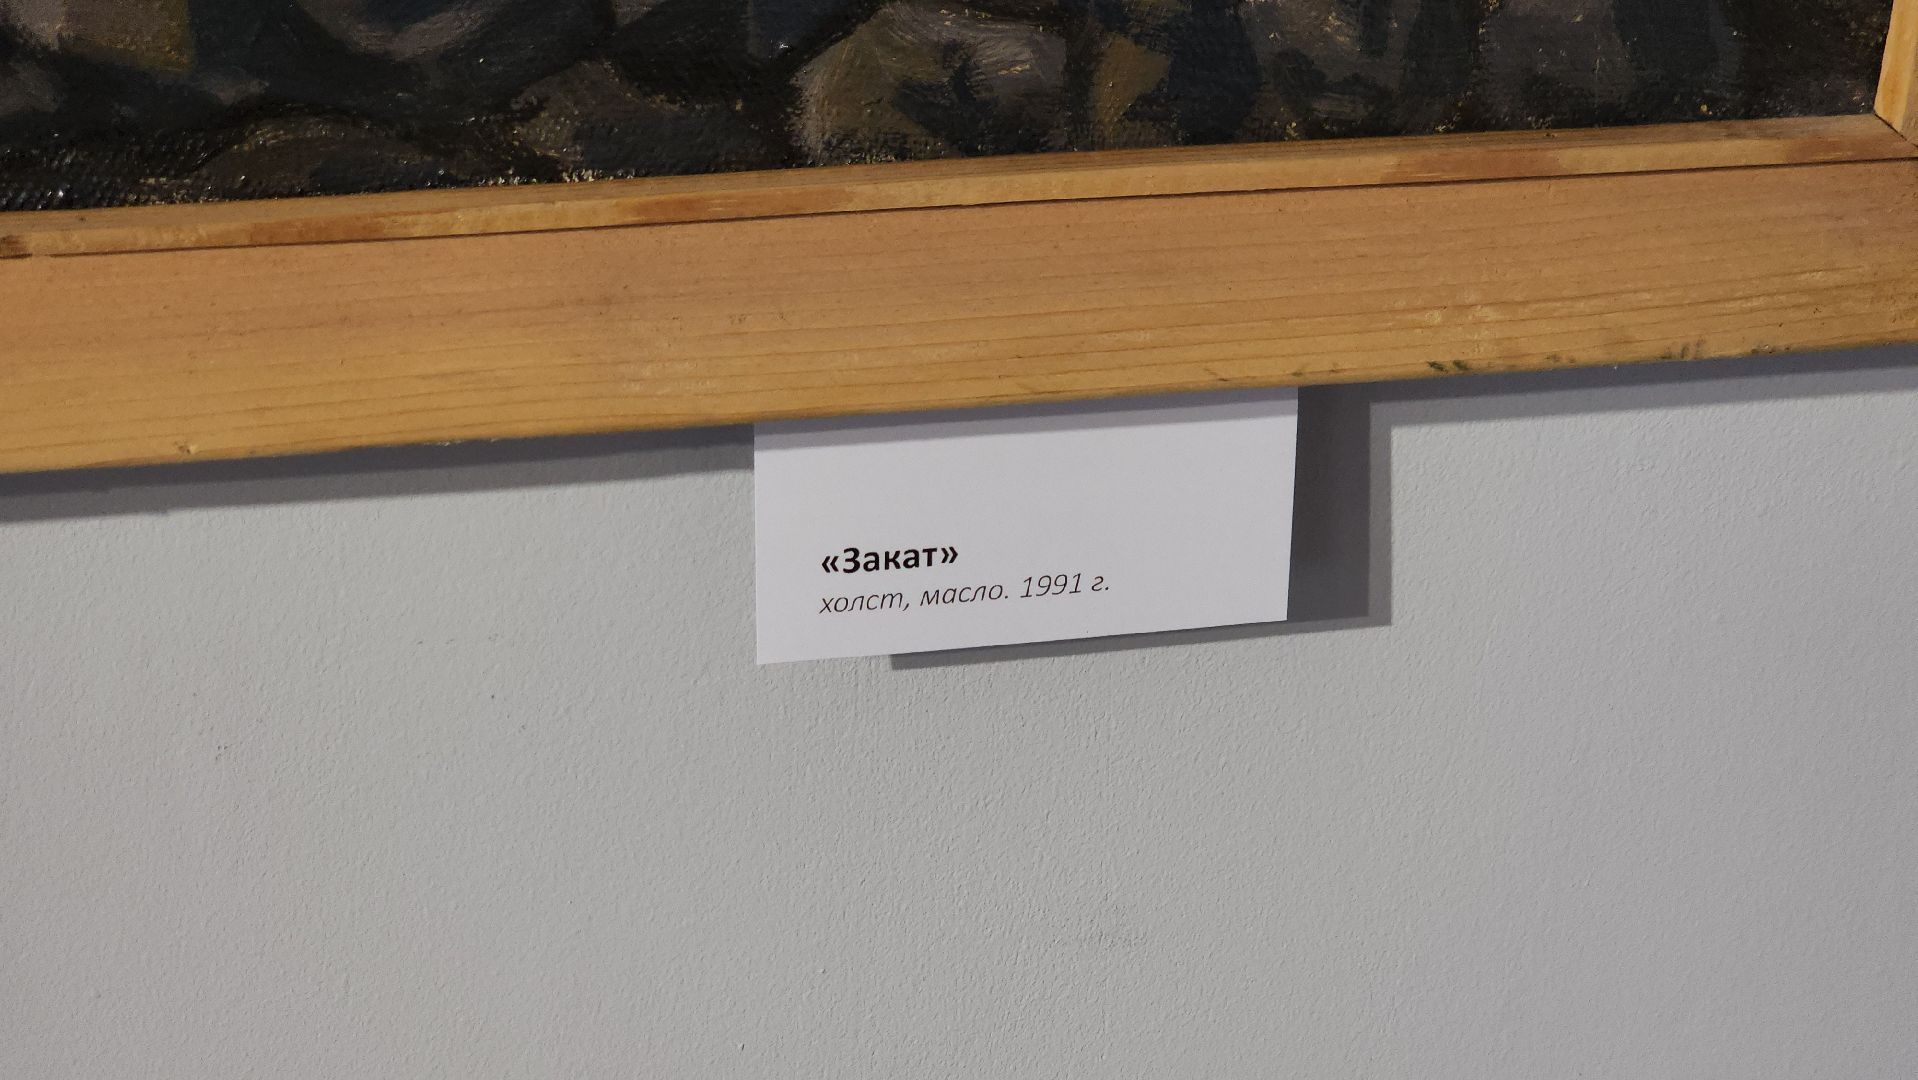 «Закат»
холст, масло. 1991 г.